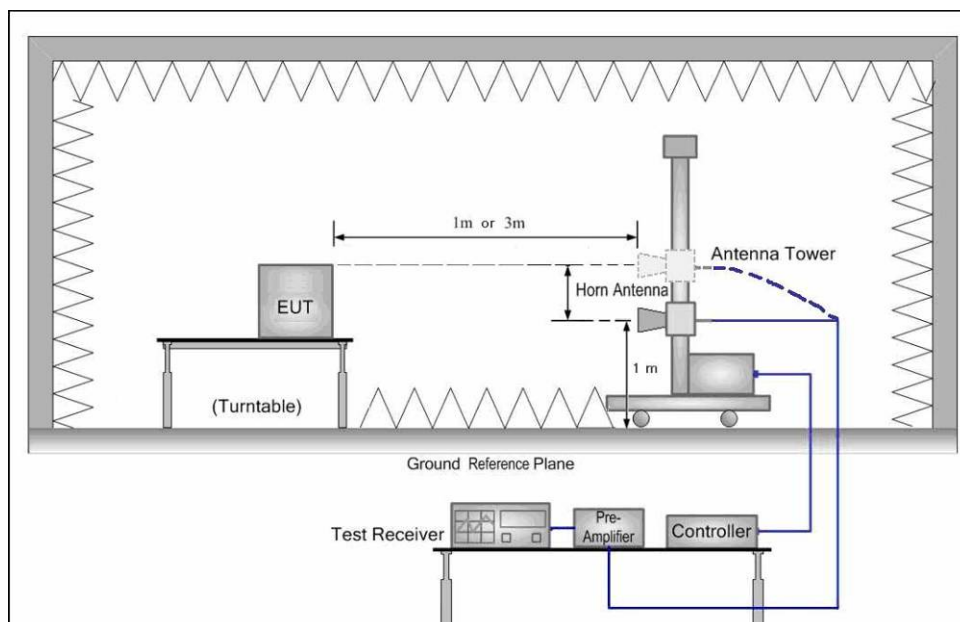 1m or 3m
Antenna Tower
Horn Antenna
EUT
1 m
(Turntable)
Ground Reference Plane
Test Receiver
Pre-
Amplifier
Controller